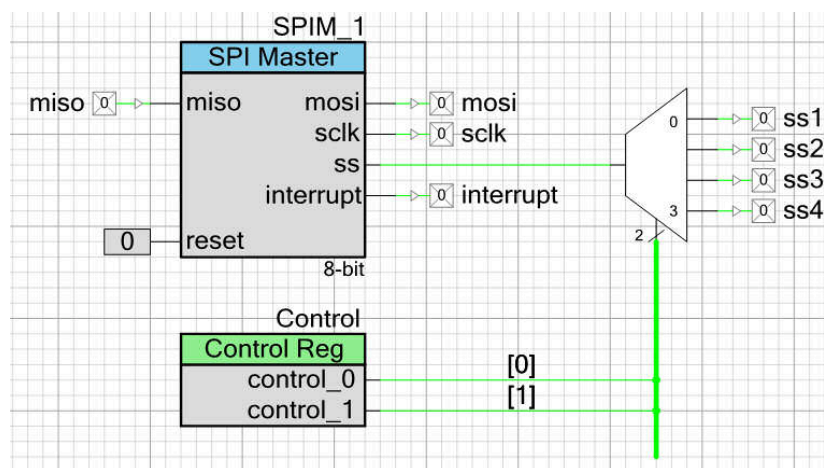 SPIM_1
SPI Master
miso 0 miso mosi 0 mosi
0 ss1
sclk 0 sclk
0 0 ss2
ss
0 ss3
interrupt 0 interrupt
3 0 ss4
0 reset
2
8-bit
Control
Control Reg
control_0 [0]
control_1 [1]